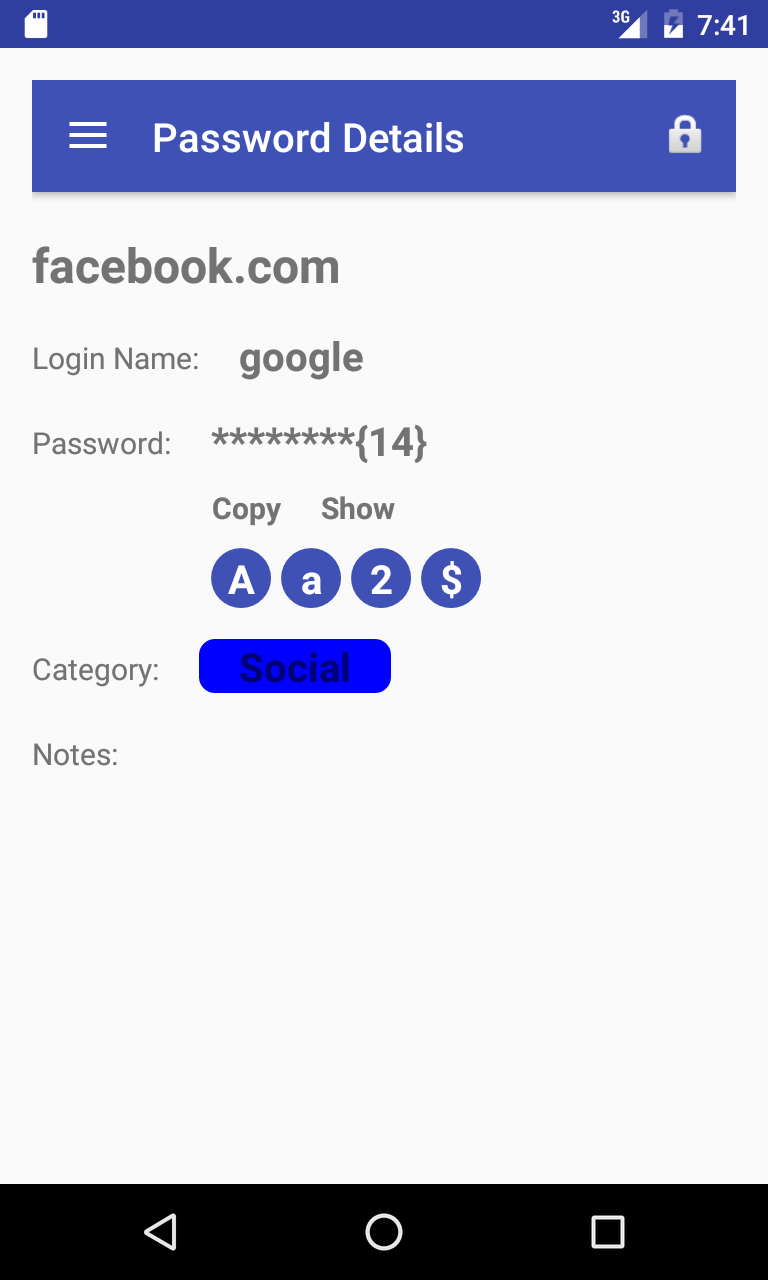 3G 7:41
Password Details
facebook.com
Login Name: google
Password: ********{14}
Copy Show
A a 2 $
Category: Social
Notes: